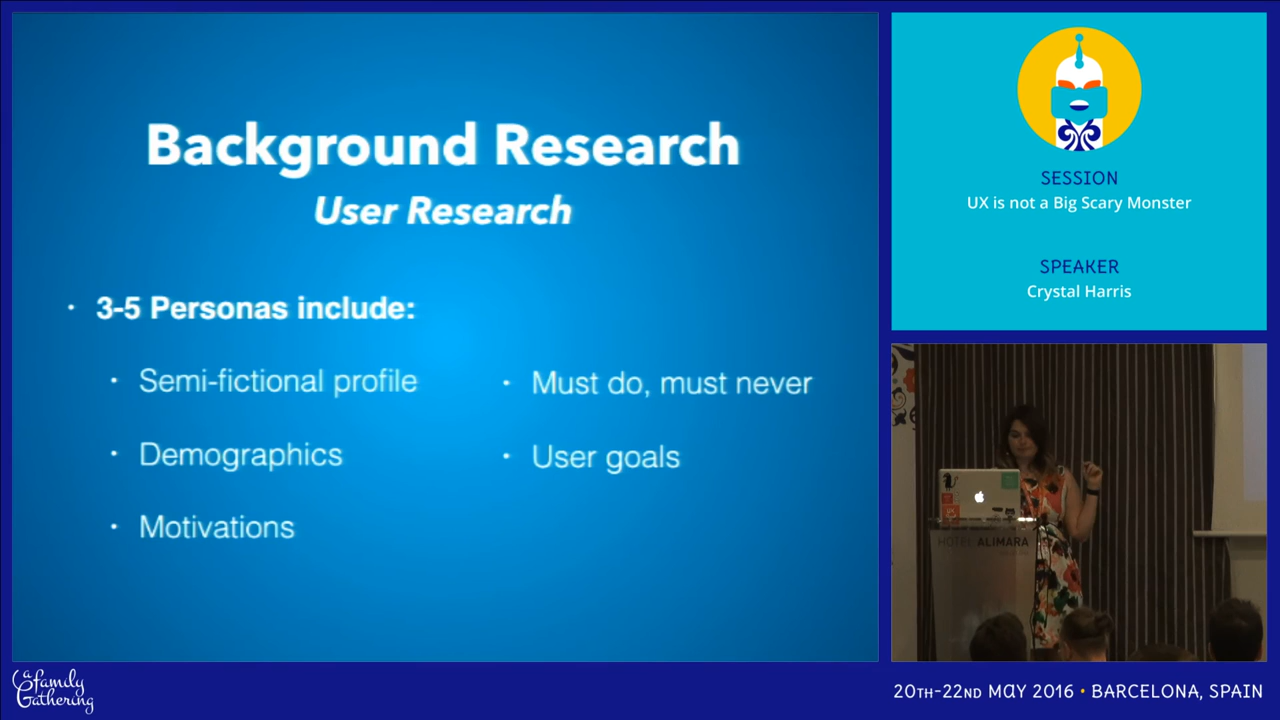 Background Research
User Research
• 3-5 Personas include:
• Semi-fictional profile
• Demographics
• Motivations
• Must do, must never
• User goals
SESSION
UX is not a Big Scary Monster
SPEAKER
Crystal Harris
UX
HOTEL ALIMARA
a family
Gathering
20TH-22ND MAY 2016 • BARCELONA, SPAIN